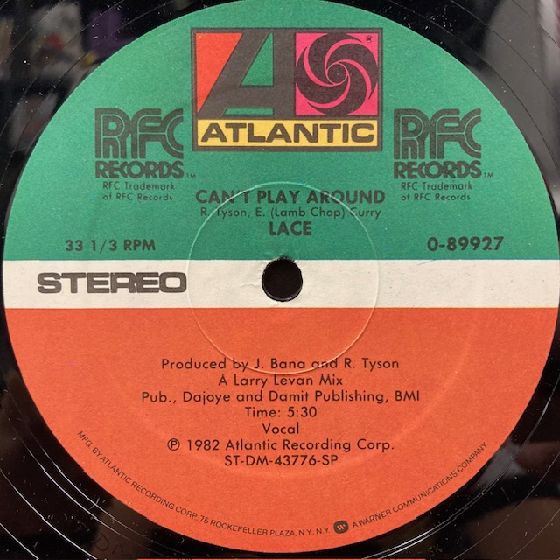 ATLANTIC
RFC RECORDS™
RFC Trademark
of RFC Records
RFC RECORDS™
RFC Trademark
of RFC Records
CAN'T PLAY AROUND
R. Tyson, E. (Lamb Chop) Curry
LACE
33 1/3 RPM
0-89927
STEREO
Produced by J. Bana and R. Tyson
A Larry Levan Mix
Pub., Dajoye and Damit Publishing, BMI
Time: 5:30
Vocal
℗ 1982 Atlantic Recording Corp.
ST-DM-43776-SP
MFG. BY ATLANTIC RECORDING CORP., 75 ROCKEFELLER PLAZA, N.Y. N.Y. A WARNER COMMUNICATIONS COMPANY